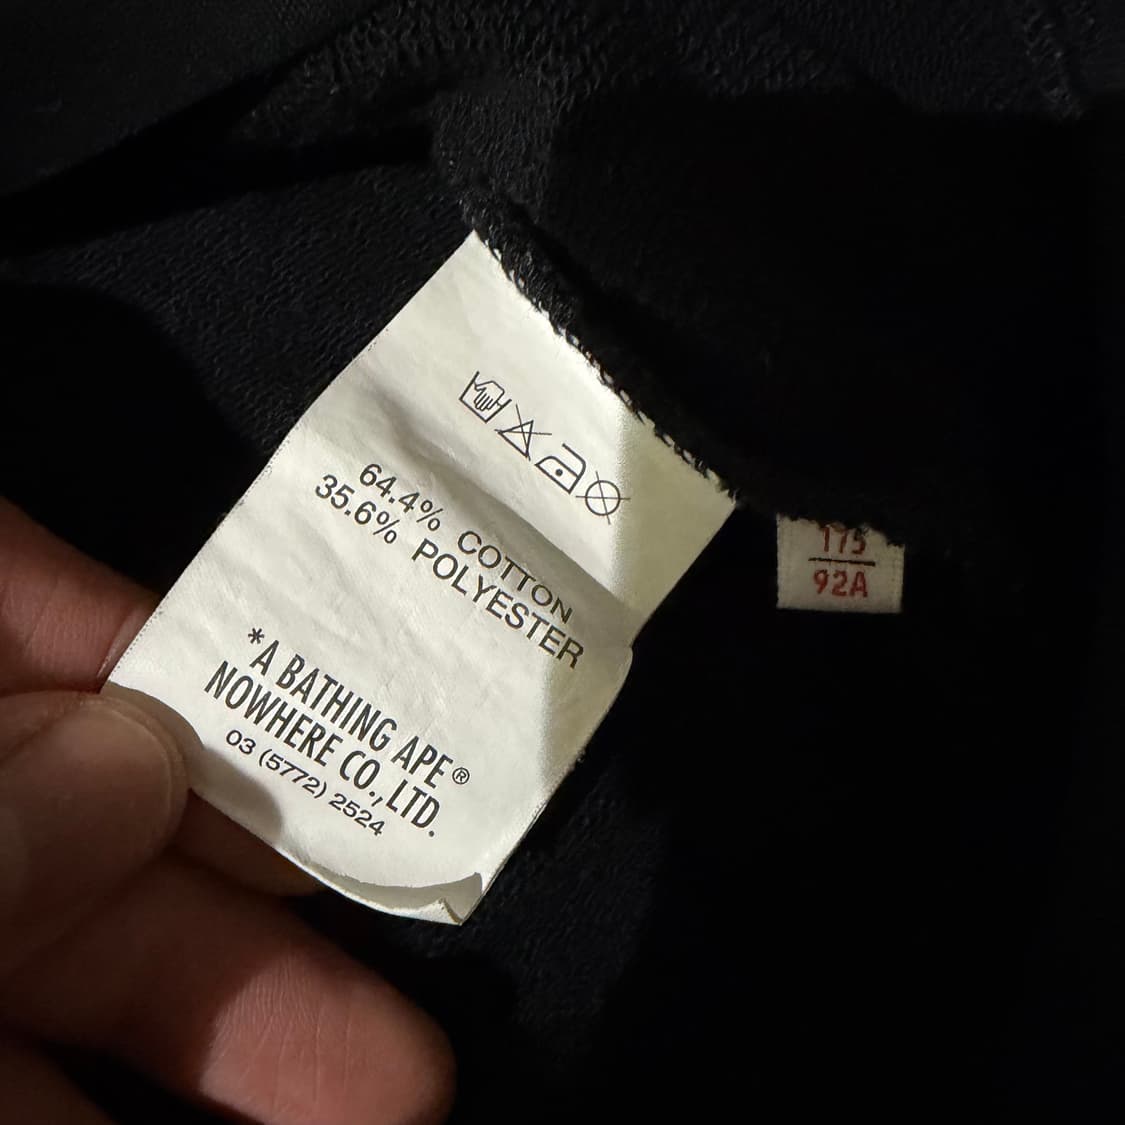 64.4% COTTON
35.6% POLYESTER
*A BATHING APE®
NOWHERE CO.,LTD.
03 (5772) 2524
175
92A